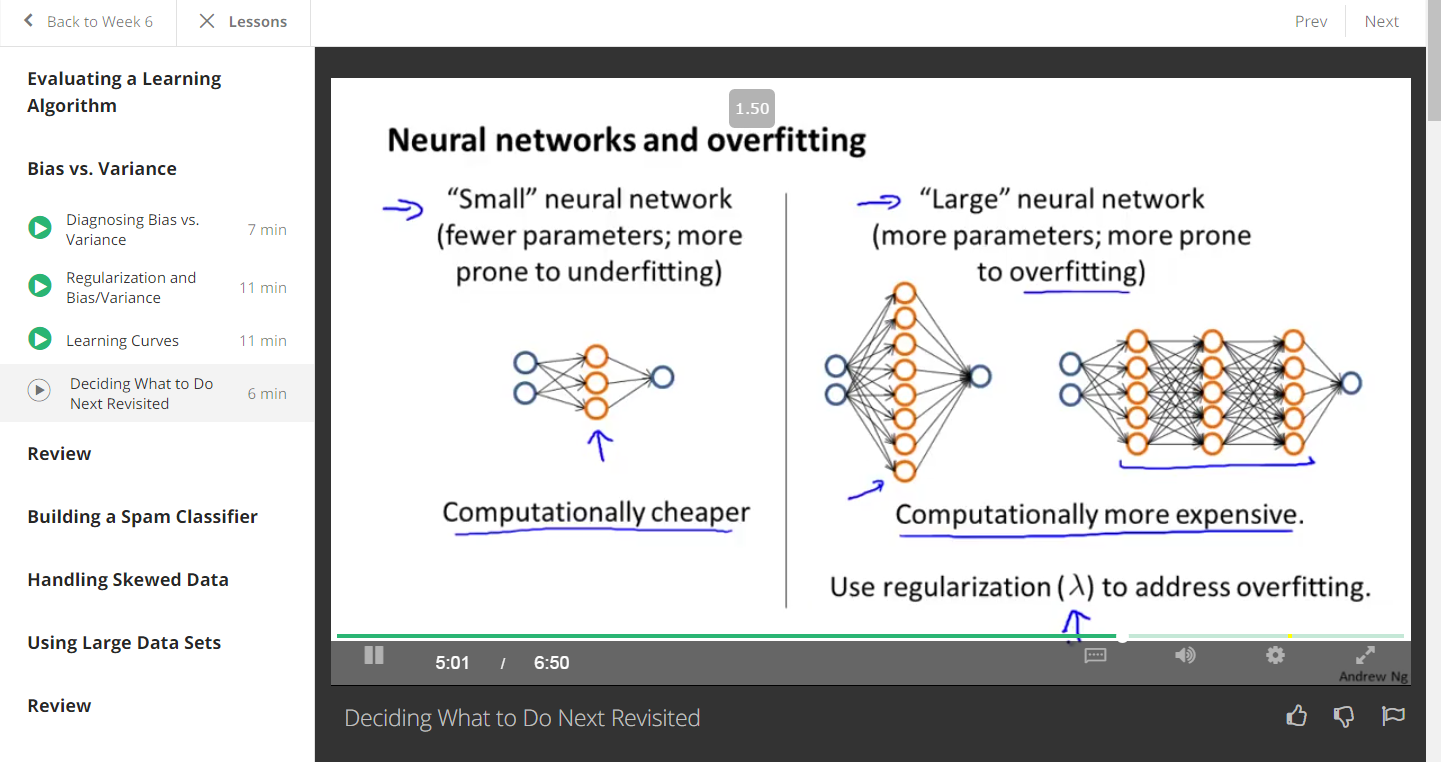 Back to Week 6
Lessons
Prev
Next
Evaluating a Learning
Algorithm
Bias vs. Variance
Diagnosing Bias vs.
Variance
7 min
Regularization and
Bias/Variance
11 min
Learning Curves
11 min
Deciding What to Do
Next Revisited
6 min
Review
Building a Spam Classifier
Handling Skewed Data
Using Large Data Sets
Review
1.50
Neural networks and overfitting
“Small” neural network
(fewer parameters; more
prone to underfitting)
Computationally cheaper
“Large” neural network
(more parameters; more prone
to overfitting)
Computationally more expensive.
Use regularization (λ) to address overfitting.
5:01 / 6:50
Andrew Ng
Deciding What to Do Next Revisited